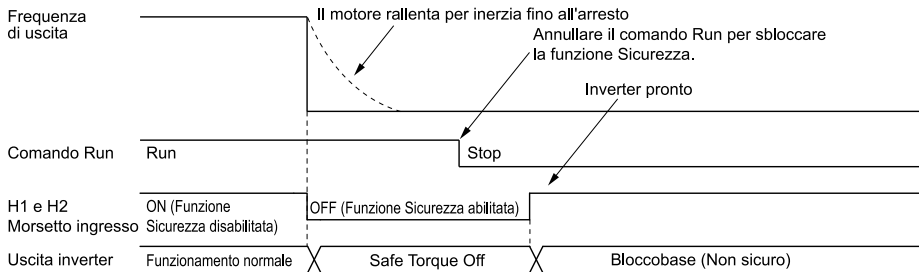 Frequenza
di uscita
Il motore rallenta per inerzia fino all'arresto
Annullare il comando Run per sbloccare
la funzione Sicurezza.
Inverter pronto
Comando Run
Run
Stop
H1 e H2
Morsetto ingresso
ON (Funzione
Sicurezza disabilitata)
OFF (Funzione Sicurezza abilitata)
Uscita inverter
Funzionamento normale
Safe Torque Off
Bloccobase (Non sicuro)